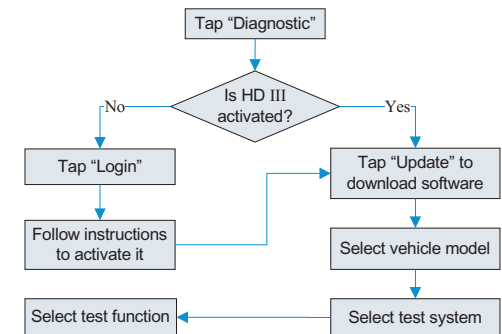 Tap “Diagnostic”
Is HD III
activated?
No
Yes
Tap “Login”
Tap “Update” to
download software
Follow instructions
to activate it
Select vehicle model
Select test function
Select test system